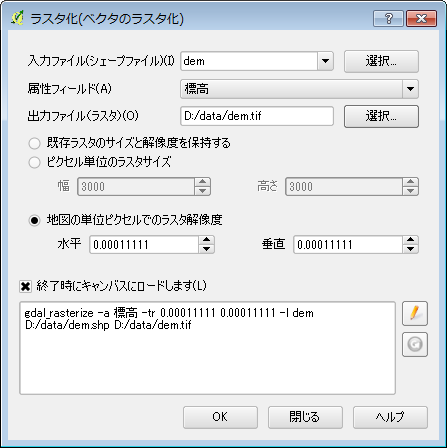 ラスタ化(ベクタのラスタ化)
入力ファイル(シェープファイル)(I) dem 選択...
属性フィールド(A) 標高
出力ファイル(ラスタ)(O) D:/data/dem.tif 選択...
既存ラスタのサイズと解像度を保持する
ピクセル単位のラスタサイズ
幅 3000 高さ 3000
地図の単位ピクセルでのラスタ解像度
水平 0.00011111 垂直 0.00011111
終了時にキャンバスにロードします(L)
gdal_rasterize -a 標高 -tr 0.00011111 0.00011111 -l dem
D:/data/dem.shp D:/data/dem.tif
OK 閉じる ヘルプ